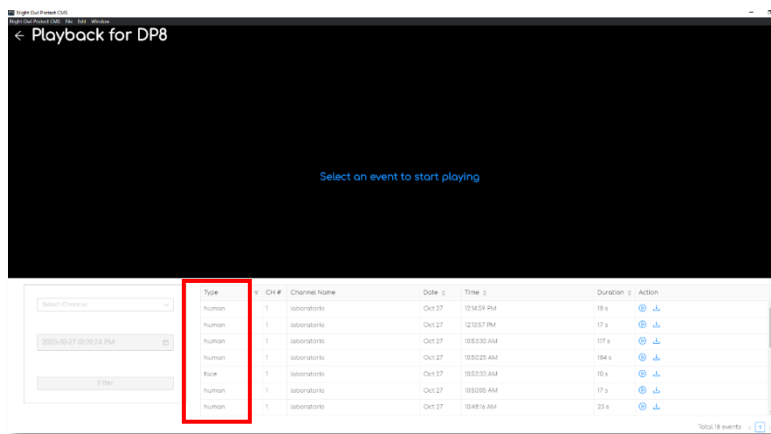 Night Owl Protect CMS
Night Owl Protect CMS File Edit Window
← Playback for DP8
Select an event to start playing
Type CH # Channel Name Date Time Duration Action
Select Channel
human 1 laboratorio Oct 27 12:14:59 PM 18 s
human 1 laboratorio Oct 27 12:13:57 PM 17 s
2020-10-27 01:09:24 PM
human 1 laboratorio Oct 27 10:53:30 AM 117 s
human 1 laboratorio Oct 27 10:50:25 AM 184 s
Filter
face 1 laboratorio Oct 27 10:52:33 AM 10 s
human 1 laboratorio Oct 27 10:50:08 AM 17 s
human 1 laboratorio Oct 27 10:48:16 AM 23 s
Total 18 events 1